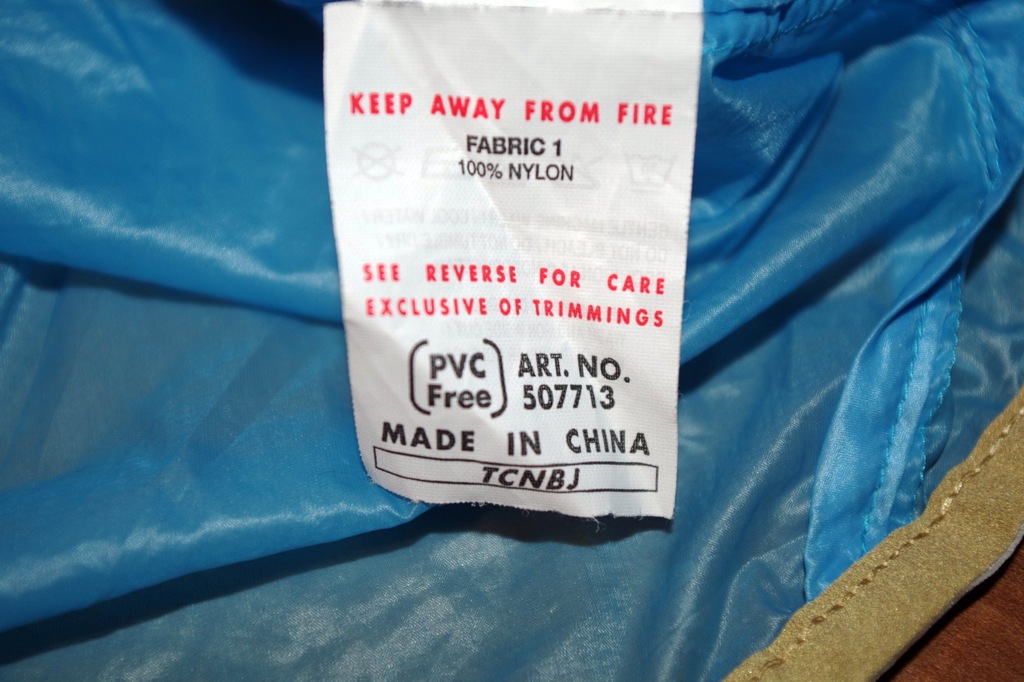 KEEP AWAY FROM FIRE
FABRIC 1
100% NYLON
SEE REVERSE FOR CARE
EXCLUSIVE OF TRIMMINGS
(PVC Free) ART. NO. 507713
MADE IN CHINA
TCNBJ